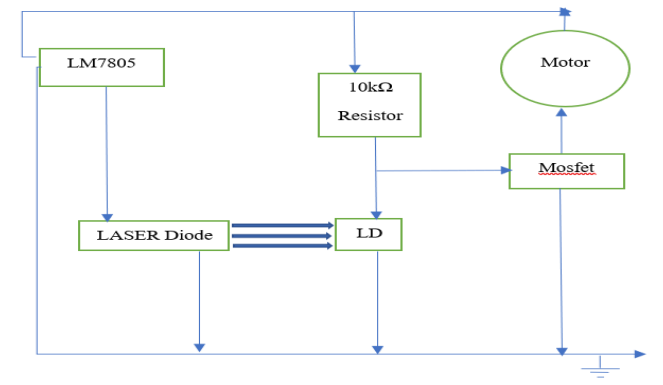 LM7805
10kΩ
Resistor
Motor
Mosfet
LASER Diode
LD